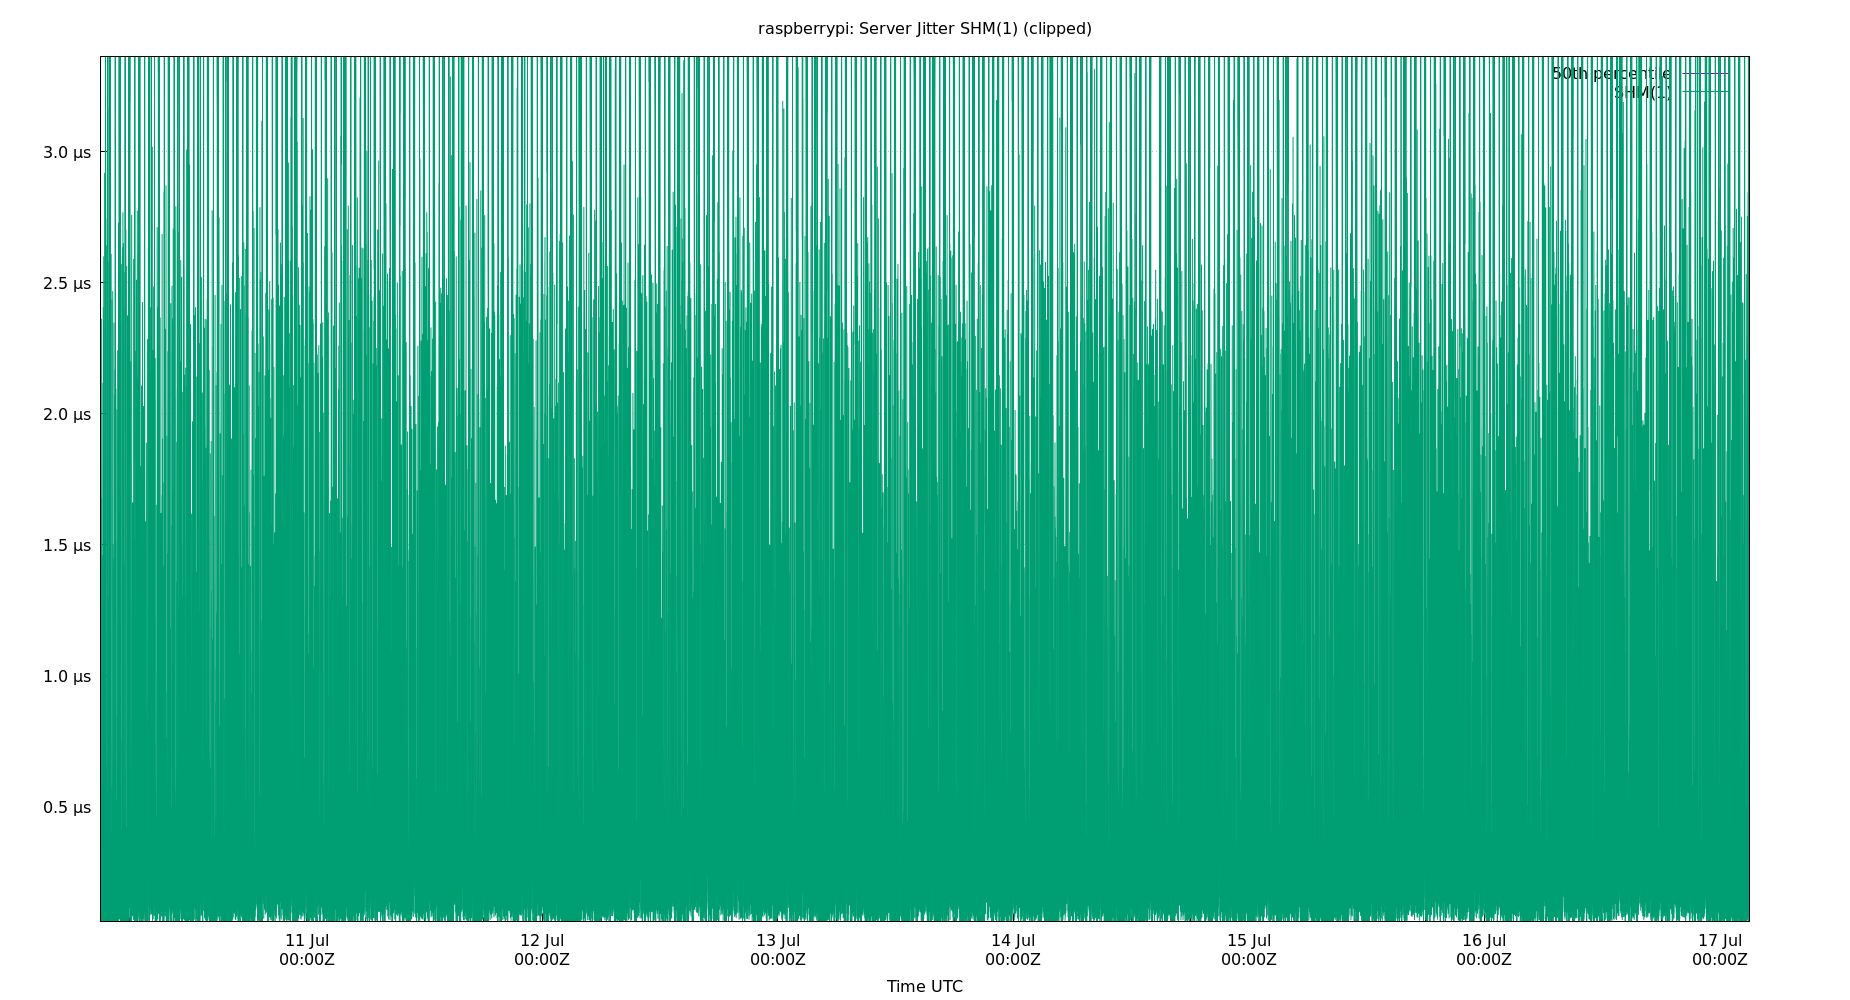 raspberrypi: Server Jitter SHM(1) (clipped)
50th percentile
SHM(1)
3.0 µs
2.5 µs
2.0 µs
1.5 µs
1.0 µs
0.5 µs
11 Jul 12 Jul 13 Jul 14 Jul 15 Jul 16 Jul 17 Jul
00:00Z 00:00Z 00:00Z 00:00Z 00:00Z 00:00Z 00:00Z
Time UTC